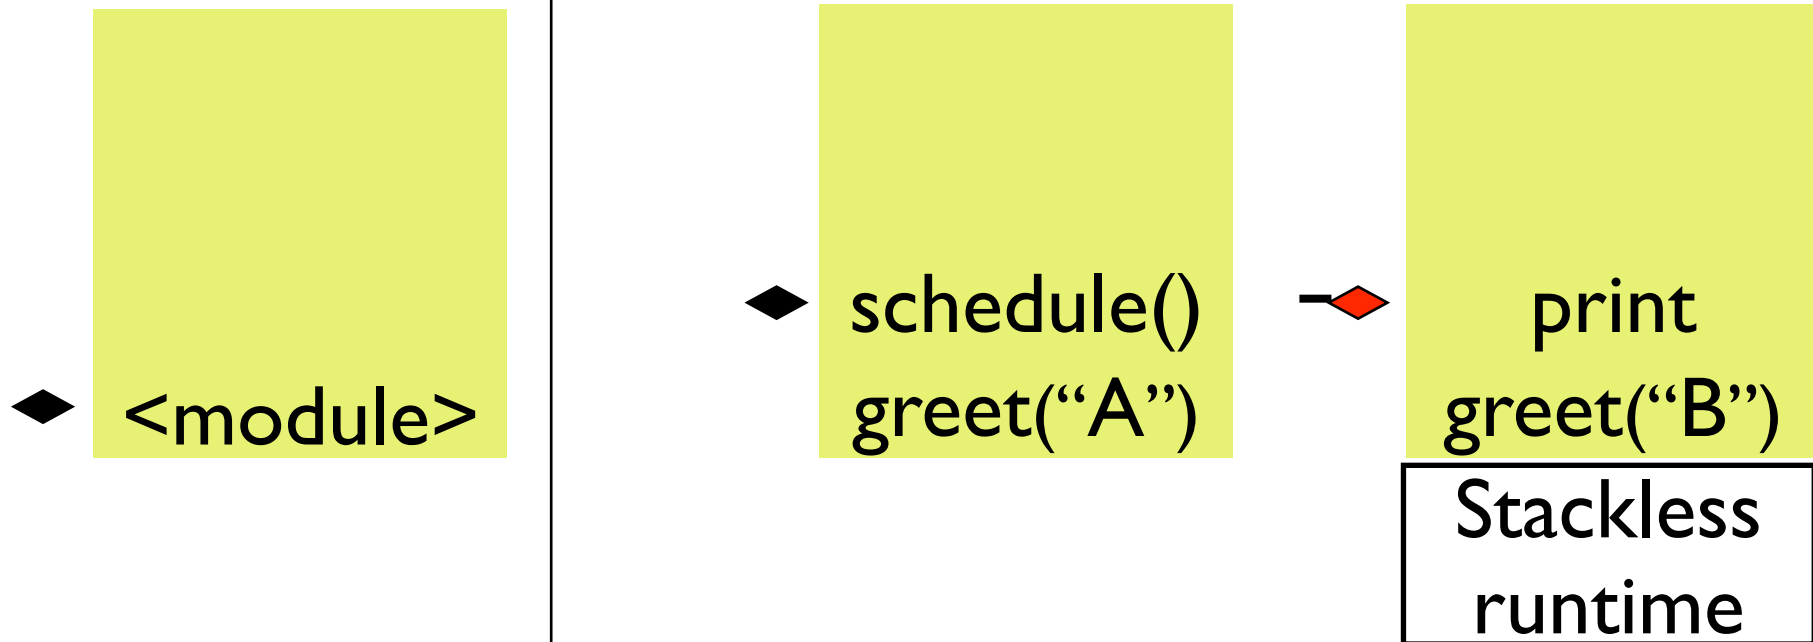 <module>
schedule()
greet(“A”)
print
greet(“B”)
Stackless
runtime